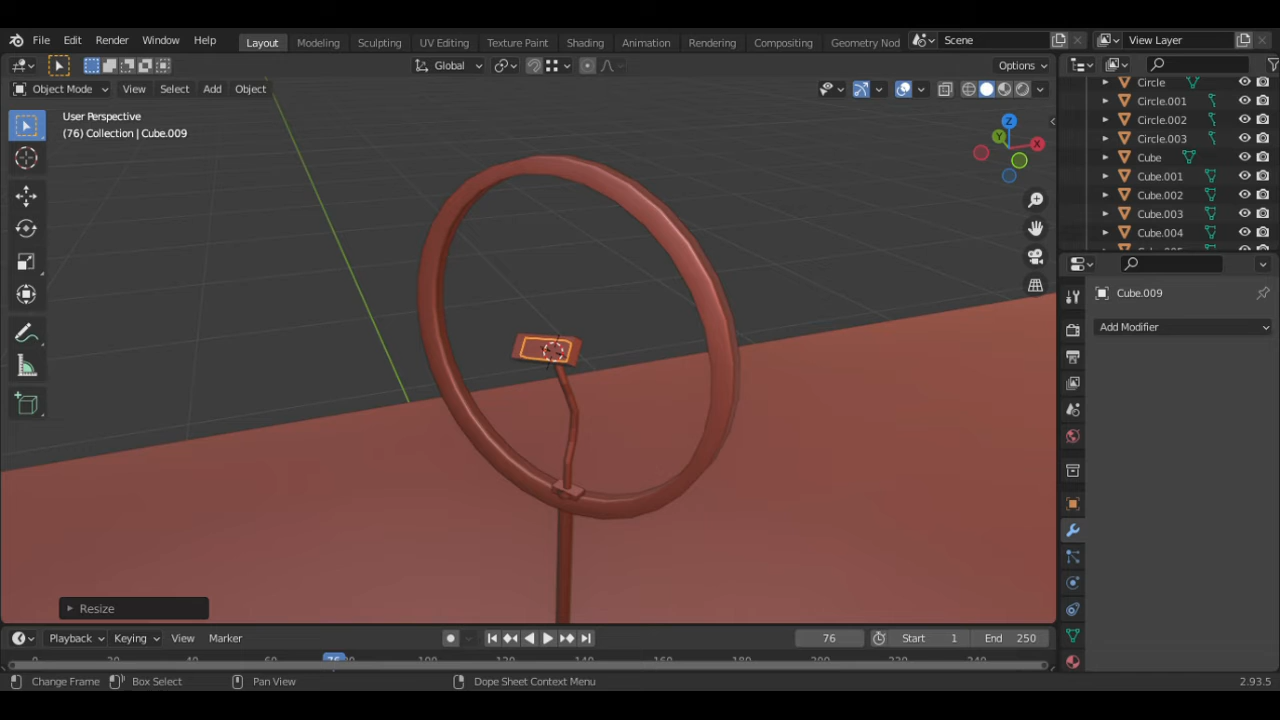 File Edit Render Window Help Layout Modeling Sculpting UV Editing Texture Paint Shading Animation Rendering Compositing Geometry Nod Scene View Layer
Global Options
Object Mode View Select Add Object
User Perspective
(76) Collection | Cube.009
Z
Y
X
Circle
Circle.001
Circle.002
Circle.003
Cube
Cube.001
Cube.002
Cube.003
Cube.004
Cube.009
Add Modifier
Resize
Playback Keying View Marker 76 Start 1 End 250
76
Change Frame Box Select Pan View Dope Sheet Context Menu 2.93.5